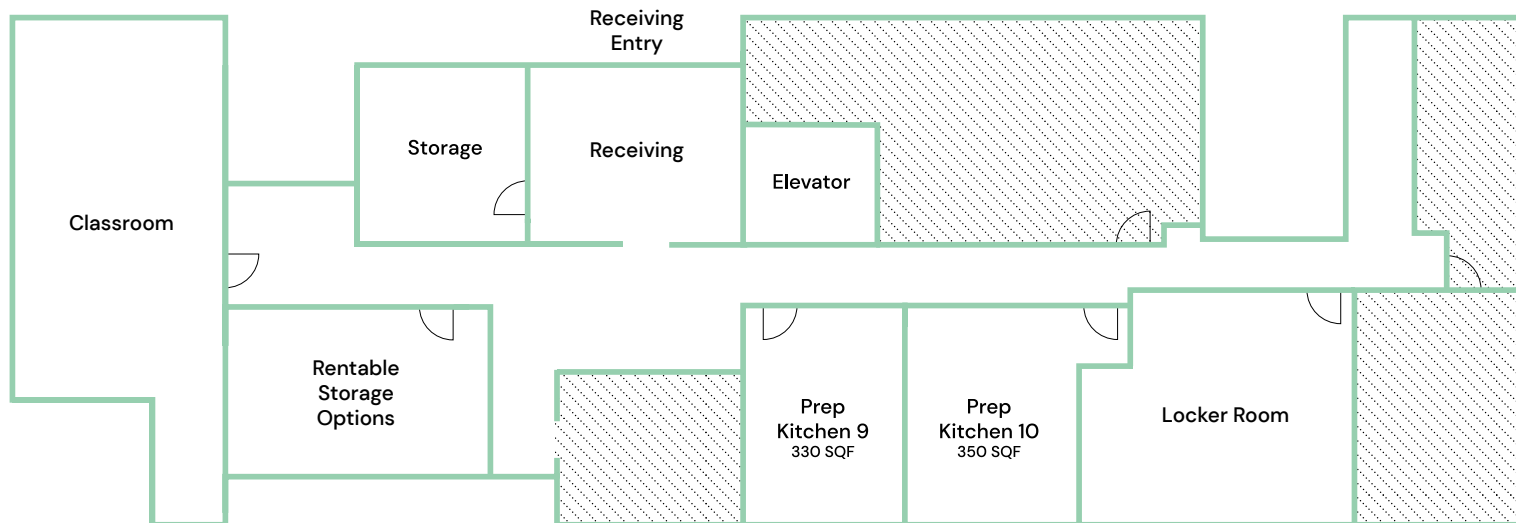 Receiving
Entry
Storage
Receiving
Elevator
Classroom
Rentable
Storage
Options
Prep
Kitchen 9
330 SQF
Prep
Kitchen 10
350 SQF
Locker Room